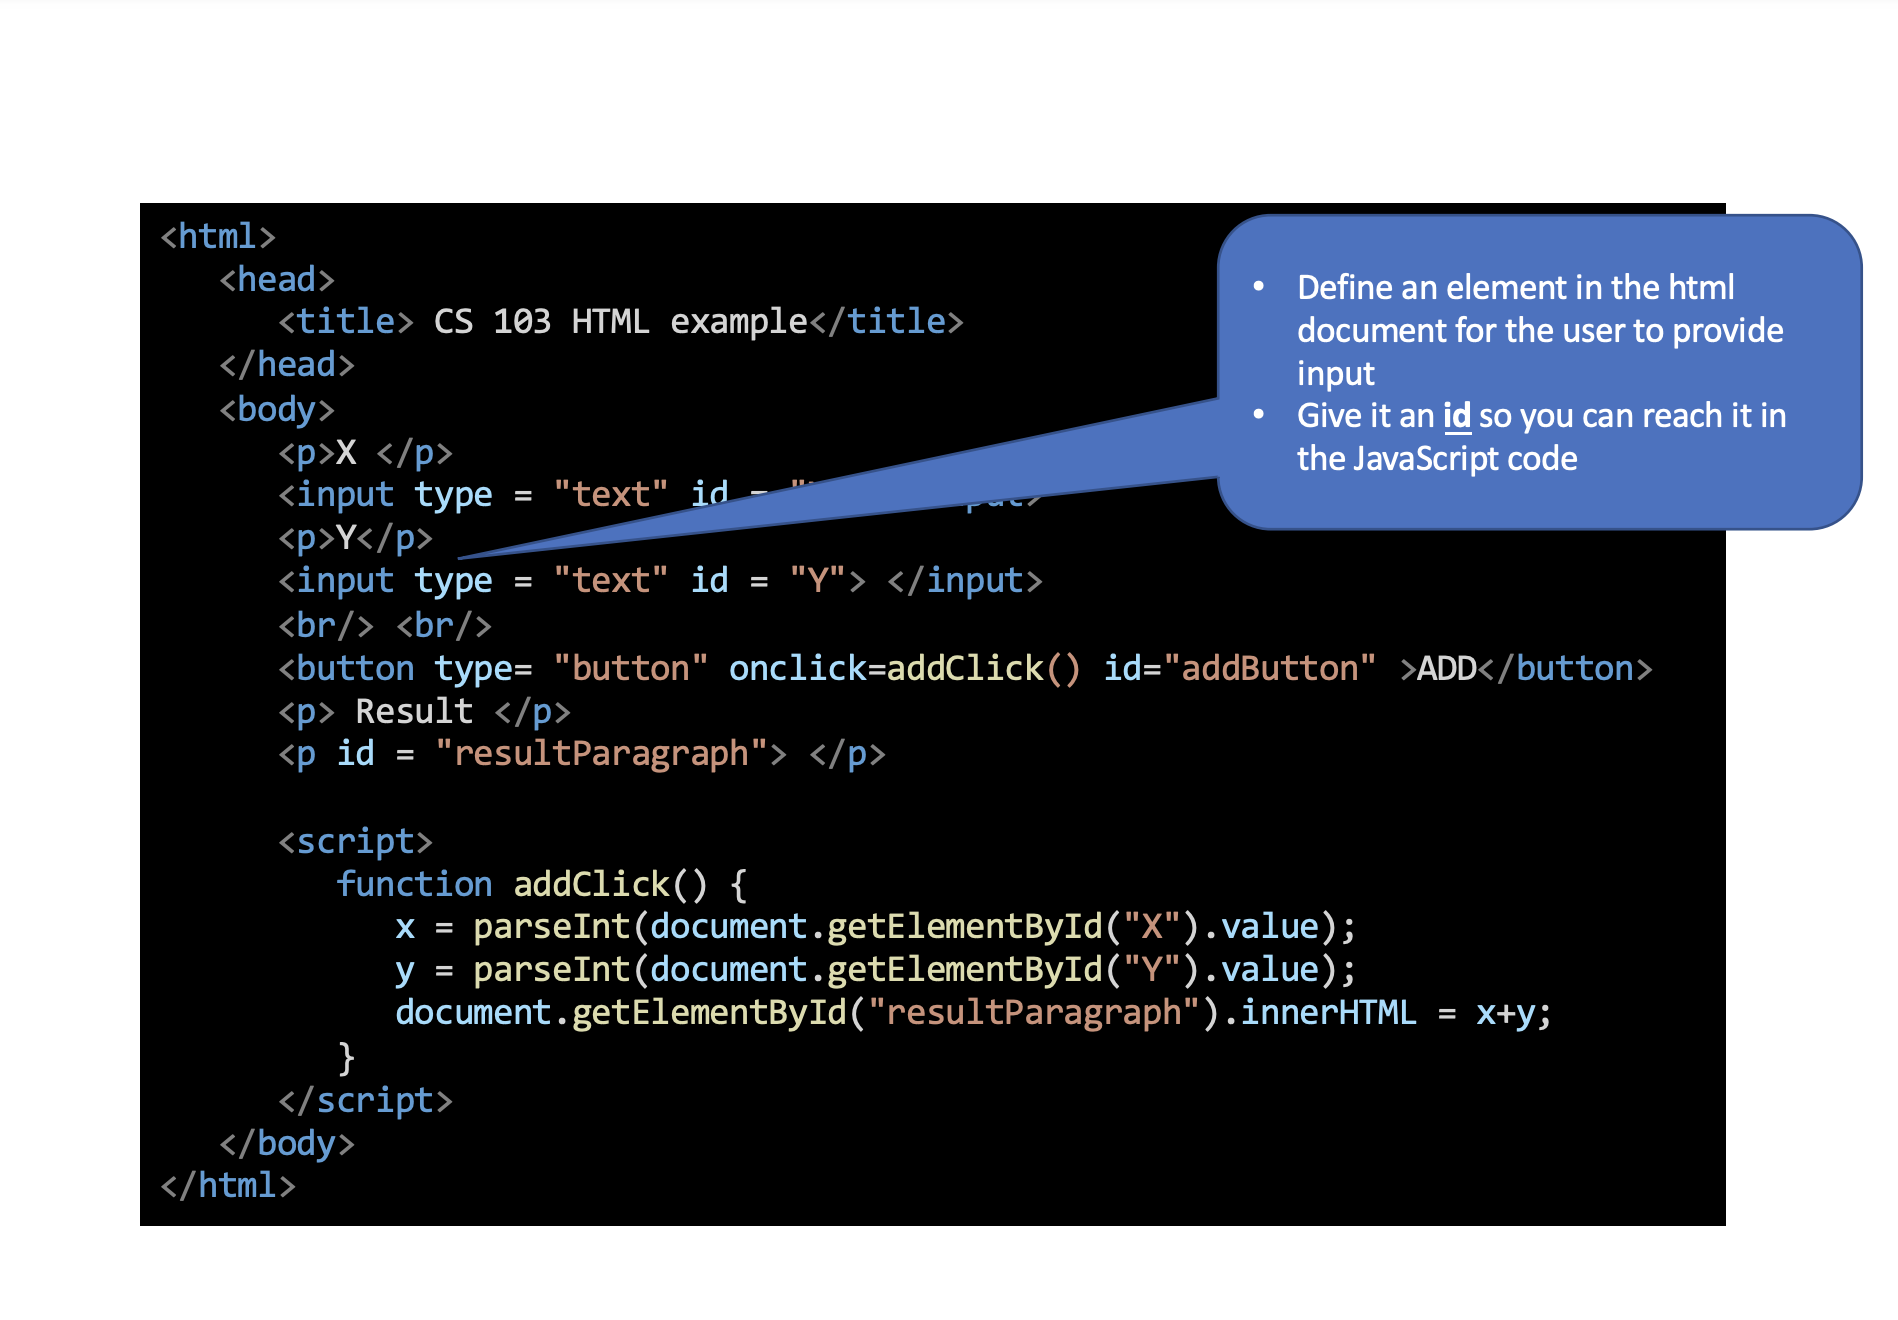 <html>
<head>
<title> CS 103 HTML example</title>
</head>
<body>
<p>X </p>
<input type = "text" id =
<p>Y</p>
<input type = "text" id = "Y"> </input>
<br/> <br/>
<button type= "button" onclick=addClick() id="addButton" >ADD</button>
<p> Result </p>
<p id = "resultParagraph"> </p>
<script>
function addClick() {
x = parseInt(document.getElementById("X").value);
y = parseInt(document.getElementById("Y").value);
document.getElementById("resultParagraph").innerHTML = x+y;
}
</script>
</body>
</html>
• Define an element in the html
document for the user to provide
input
• Give it an id so you can reach it in
the JavaScript code